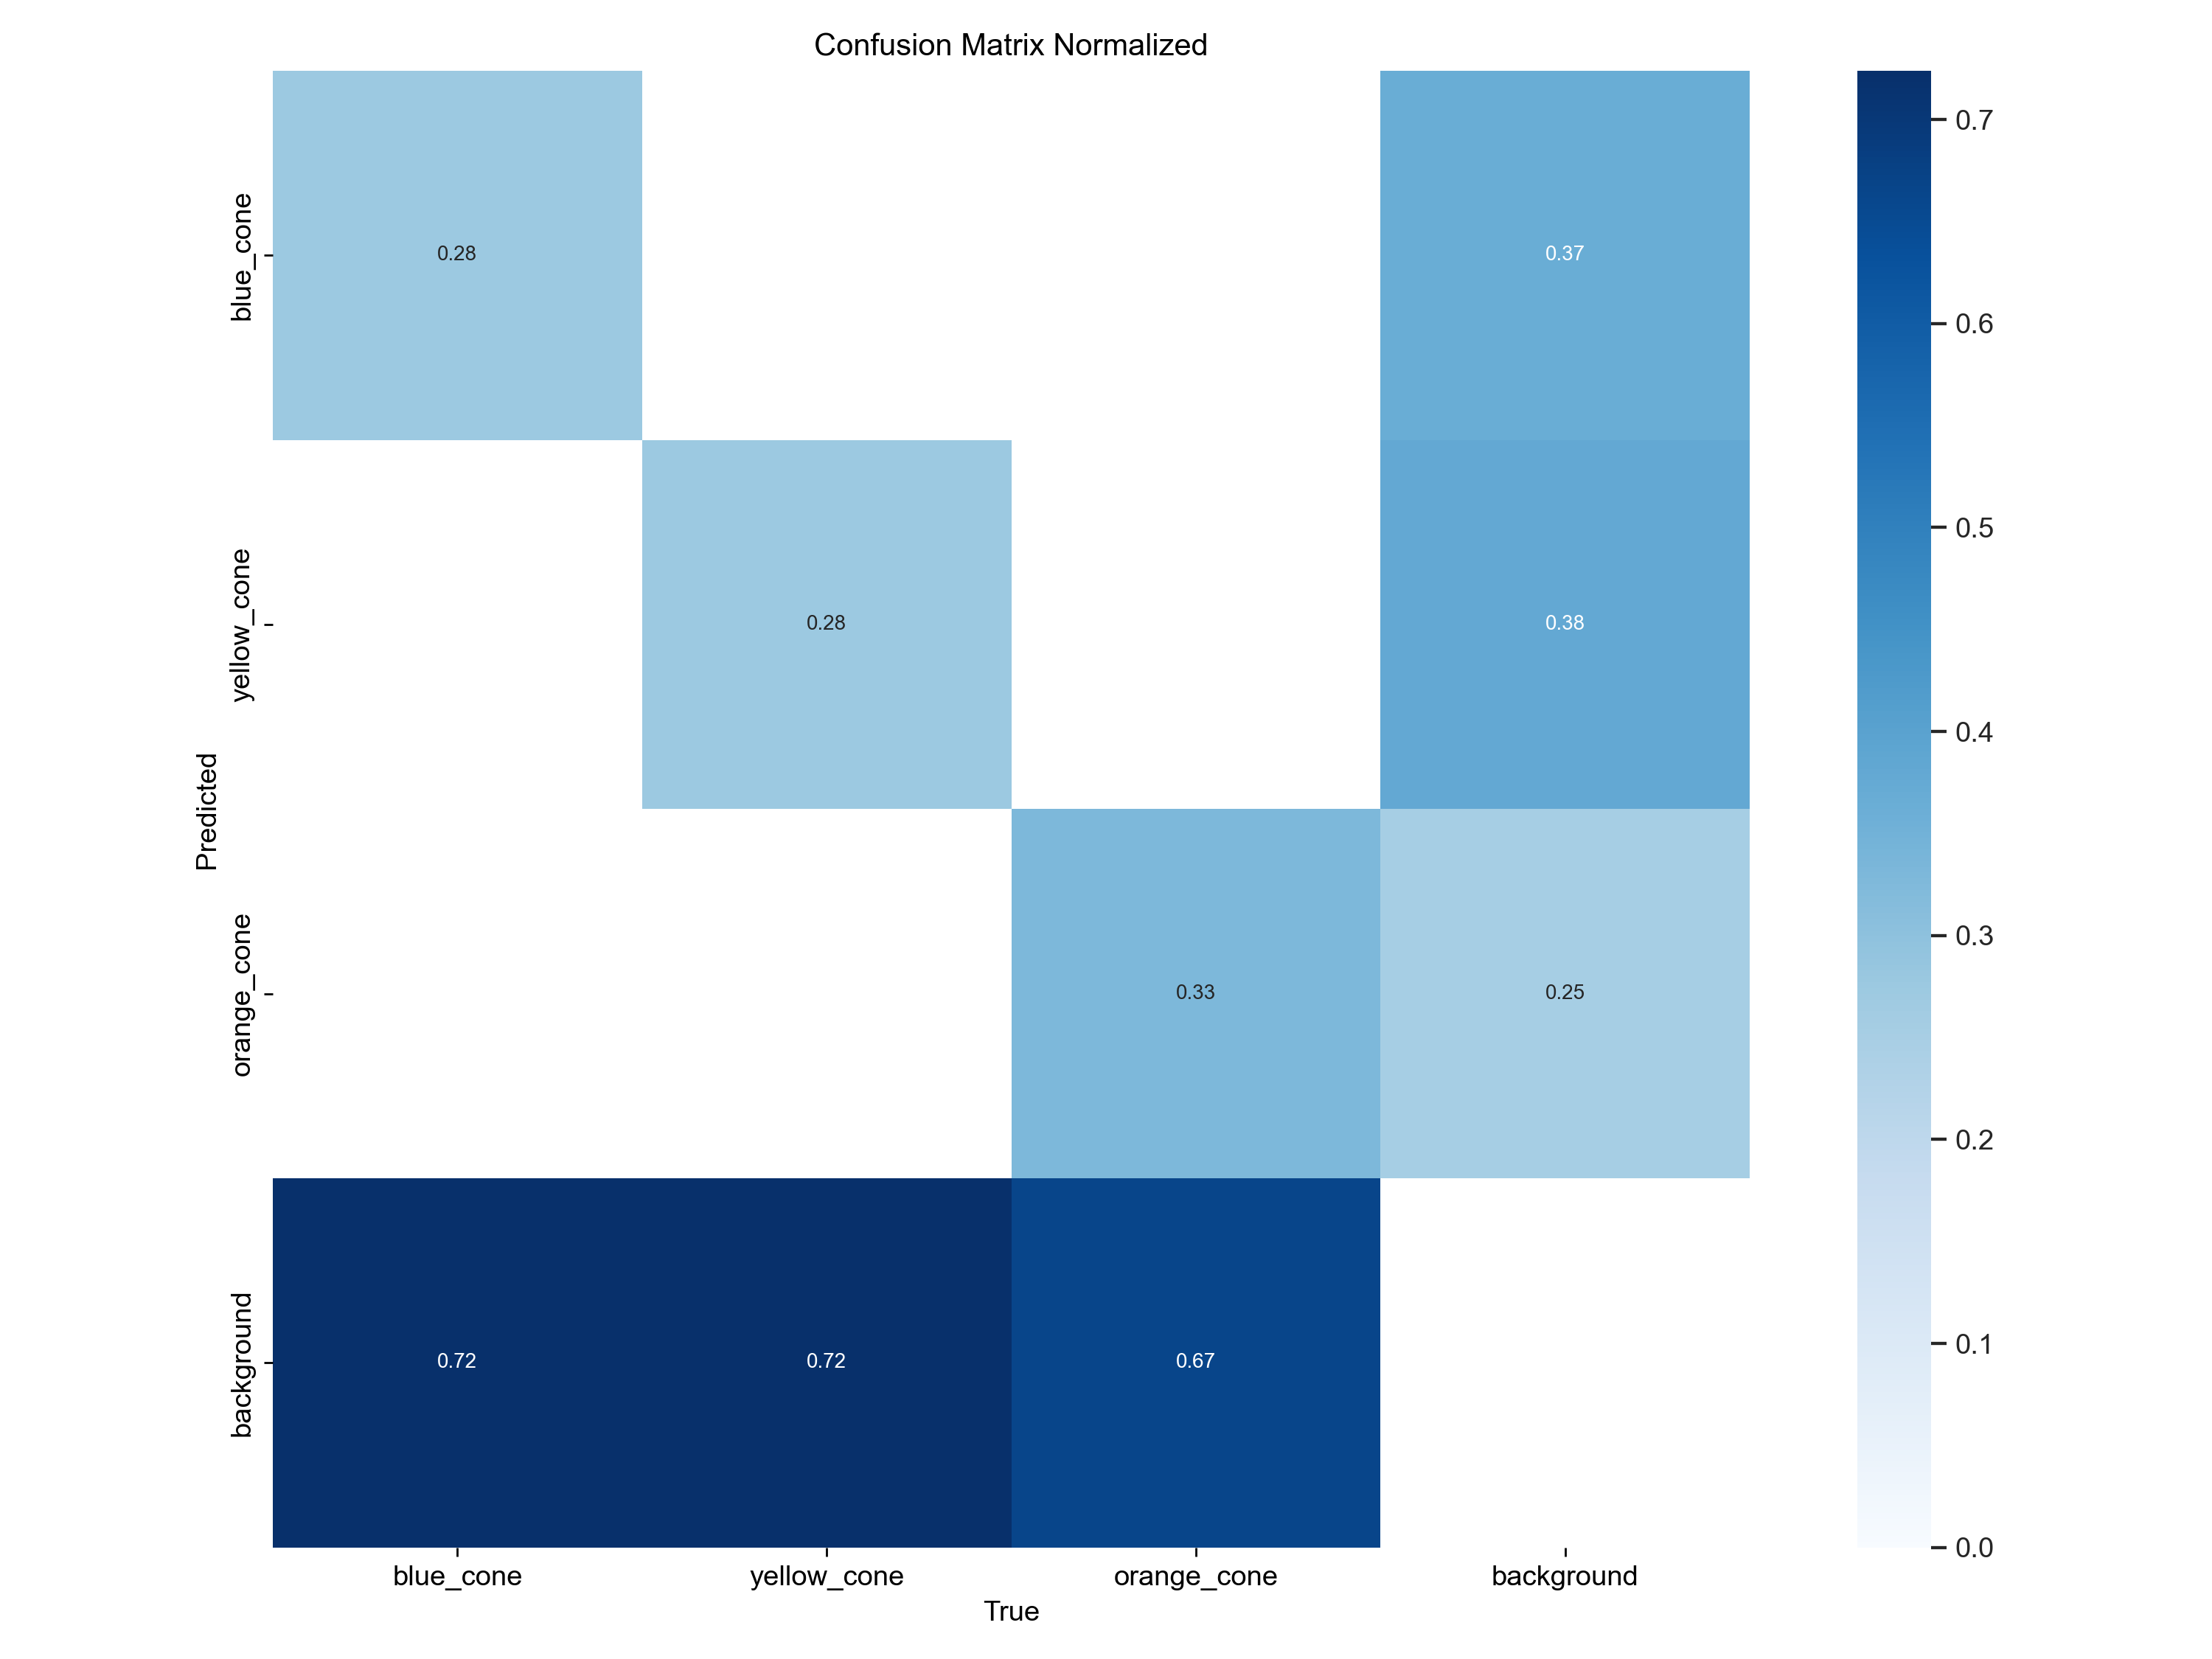 Confusion Matrix Normalized
blue_cone
0.28
0.37
yellow_cone
0.28
0.38
orange_cone
0.33
0.25
background
0.72
0.72
0.67
Predicted
blue_cone
yellow_cone
orange_cone
background
True
0.7
0.6
0.5
0.4
0.3
0.2
0.1
0.0